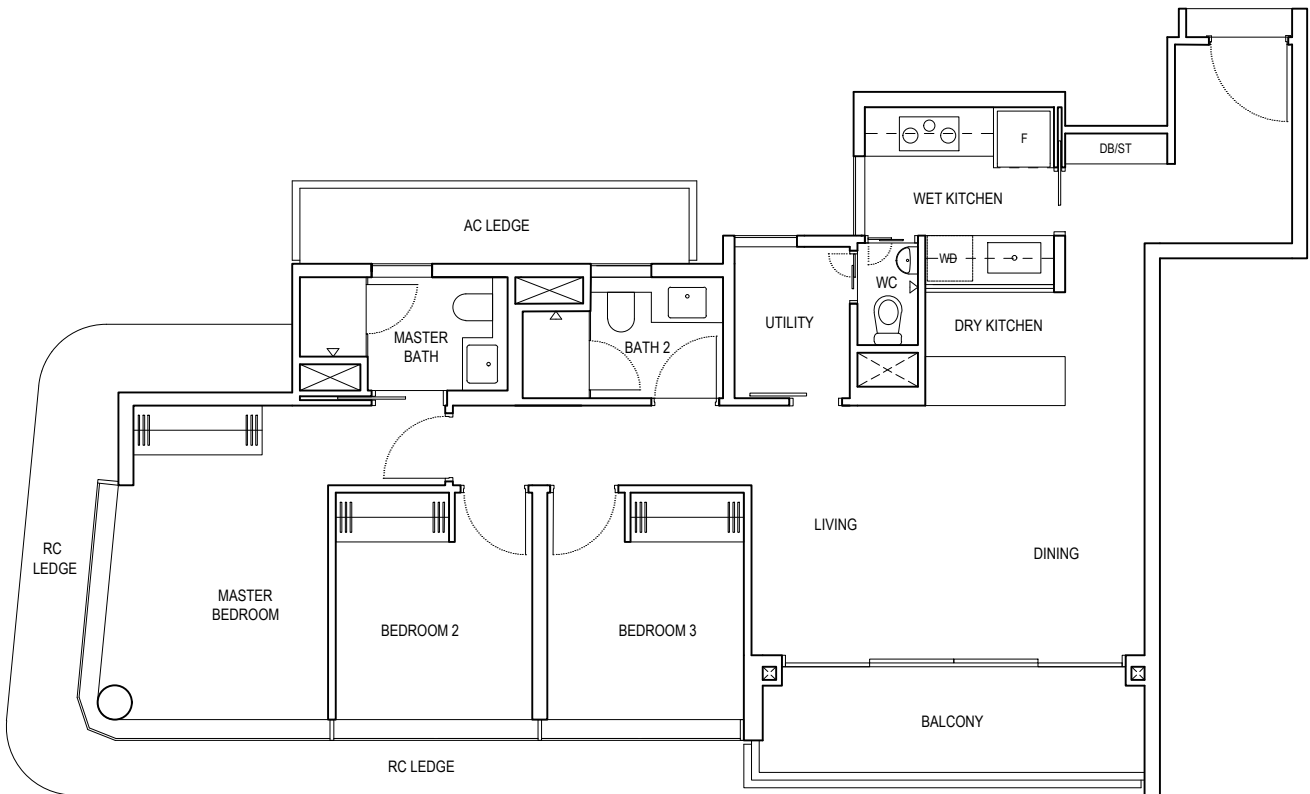 F
DB/ST
WET KITCHEN
AC LEDGE
WD
WC
UTILITY
DRY KITCHEN
MASTER
BATH
BATH 2
LIVING
DINING
RC
LEDGE
MASTER
BEDROOM
BEDROOM 2
BEDROOM 3
BALCONY
RC LEDGE